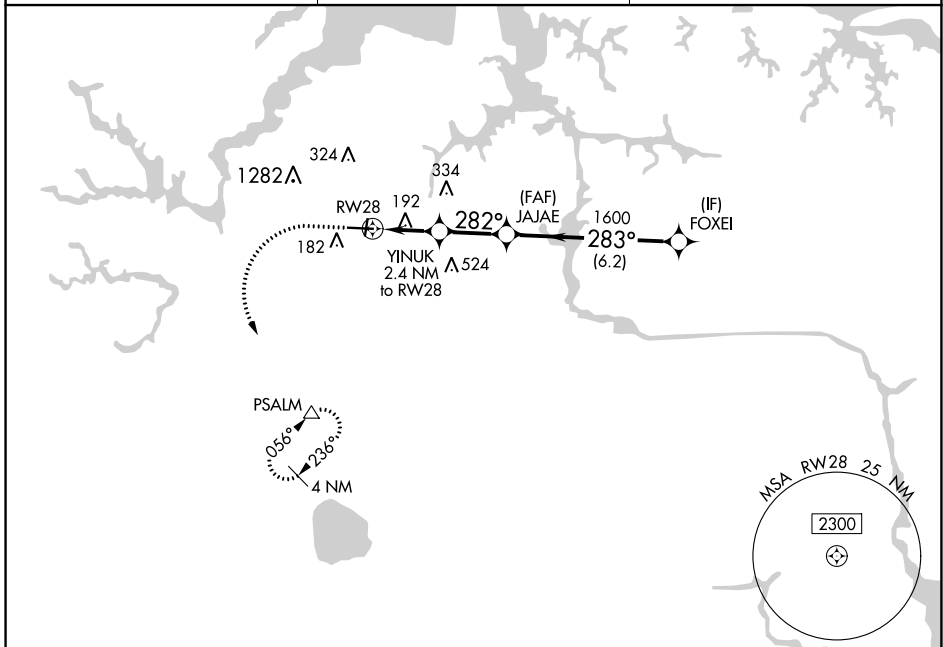 324
1282
334
RW28
192
182
282°
(FAF)
JAJAE
1600
283°
(6.2)
(IF)
FOXEI
YINUK
2.4 NM
to RW28
524
PSALM
056°
236°
4 NM
MSA RW28 25 NM
2300